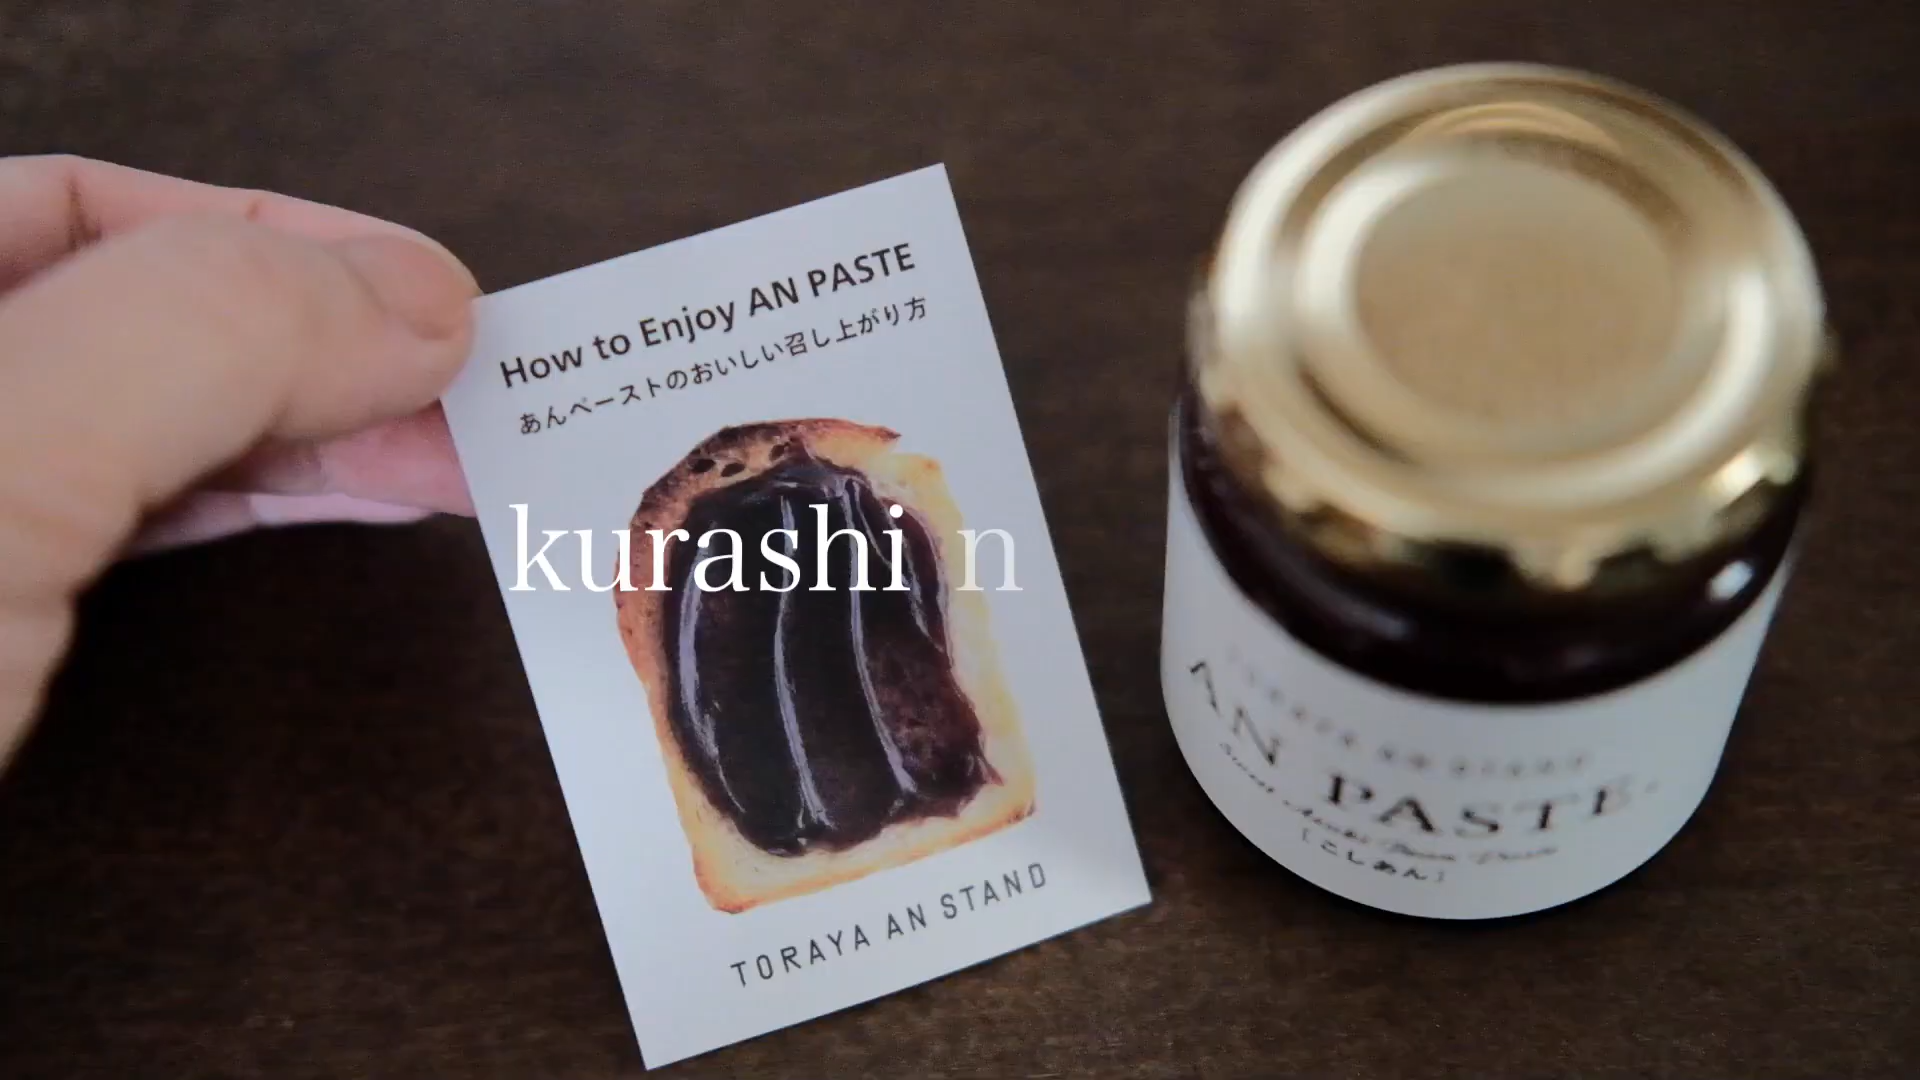 How to Enjoy AN PASTE
あんペーストのおいしい召し上がり方
kurashi n
TORAYA AN STAND
AN PASTE
[こしあん]